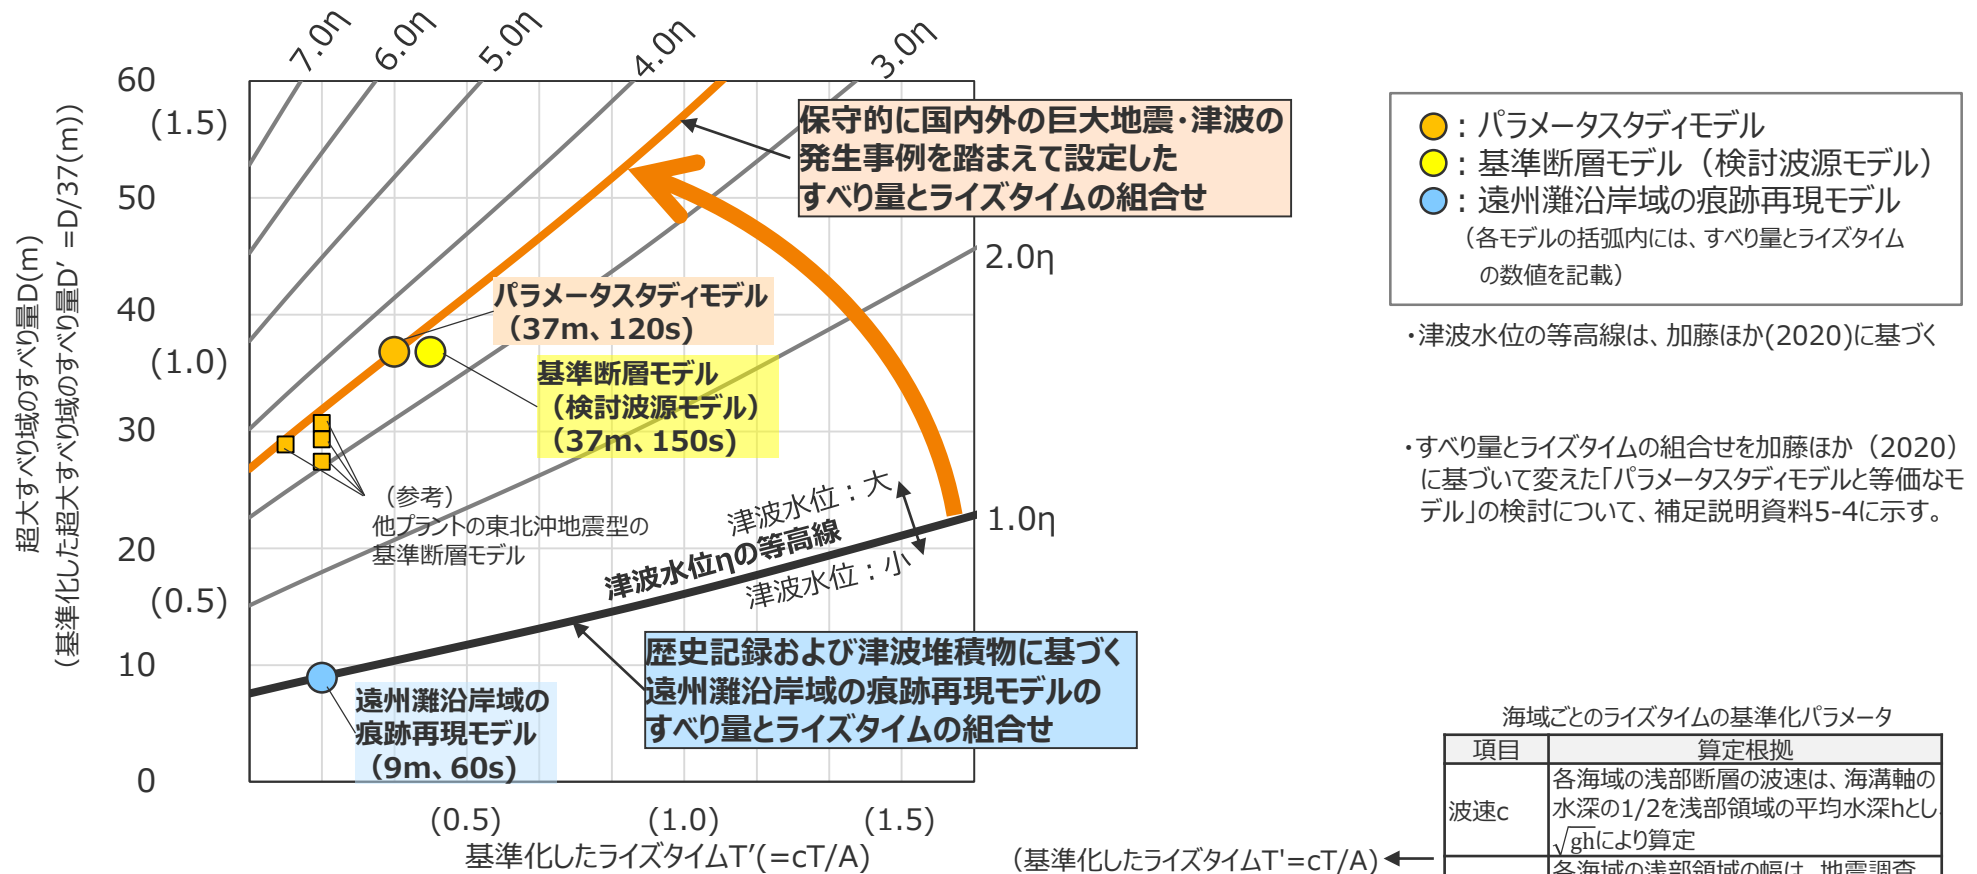 7.0η
6.0η
5.0η
4.0η
3.0η
2.0η
1.0η
超大すべり域のすべり量D(m)
(基準化した超大すべり域のすべり量D′ =D/37(m))
60
(1.5)
50
40
(1.0)
30
20
(0.5)
10
0
保守的に国内外の巨大地震・津波の
発生事例を踏まえて設定した
すべり量とライズタイムの組合せ
パラメータスタディモデル
(37m、120s)
基準断層モデル
(検討波源モデル)
(37m、150s)
(参考)
他プラントの東北沖地震型の
基準断層モデル
津波水位：大
津波水位ηの等高線
津波水位：小
歴史記録および津波堆積物に基づく
遠州灘沿岸域の痕跡再現モデルの
すべり量とライズタイムの組合せ
遠州灘沿岸域の
痕跡再現モデル
(9m、60s)
(0.5)
(1.0)
(1.5)
基準化したライズタイムT′(=cT/A)
：パラメータスタディモデル
：基準断層モデル（検討波源モデル）
：遠州灘沿岸域の痕跡再現モデル
（各モデルの括弧内には、すべり量とライズタイム
の数値を記載）
・津波水位の等高線は、加藤ほか(2020)に基づく
・すべり量とライズタイムの組合せを加藤ほか（2020）
に基づいて変えた「パラメータスタディモデルと等価なモ
デル」の検討について、補足説明資料5-4に示す。
海域ごとのライズタイムの基準化パラメータ
項目
算定根拠
波速c
各海域の浅部断層の波速は、海溝軸の
水深の1/2を浅部領域の平均水深hとし、
√ghにより算定
各海域の浅部領域の幅は、地震調査
(基準化したライズタイムT'=cT/A)